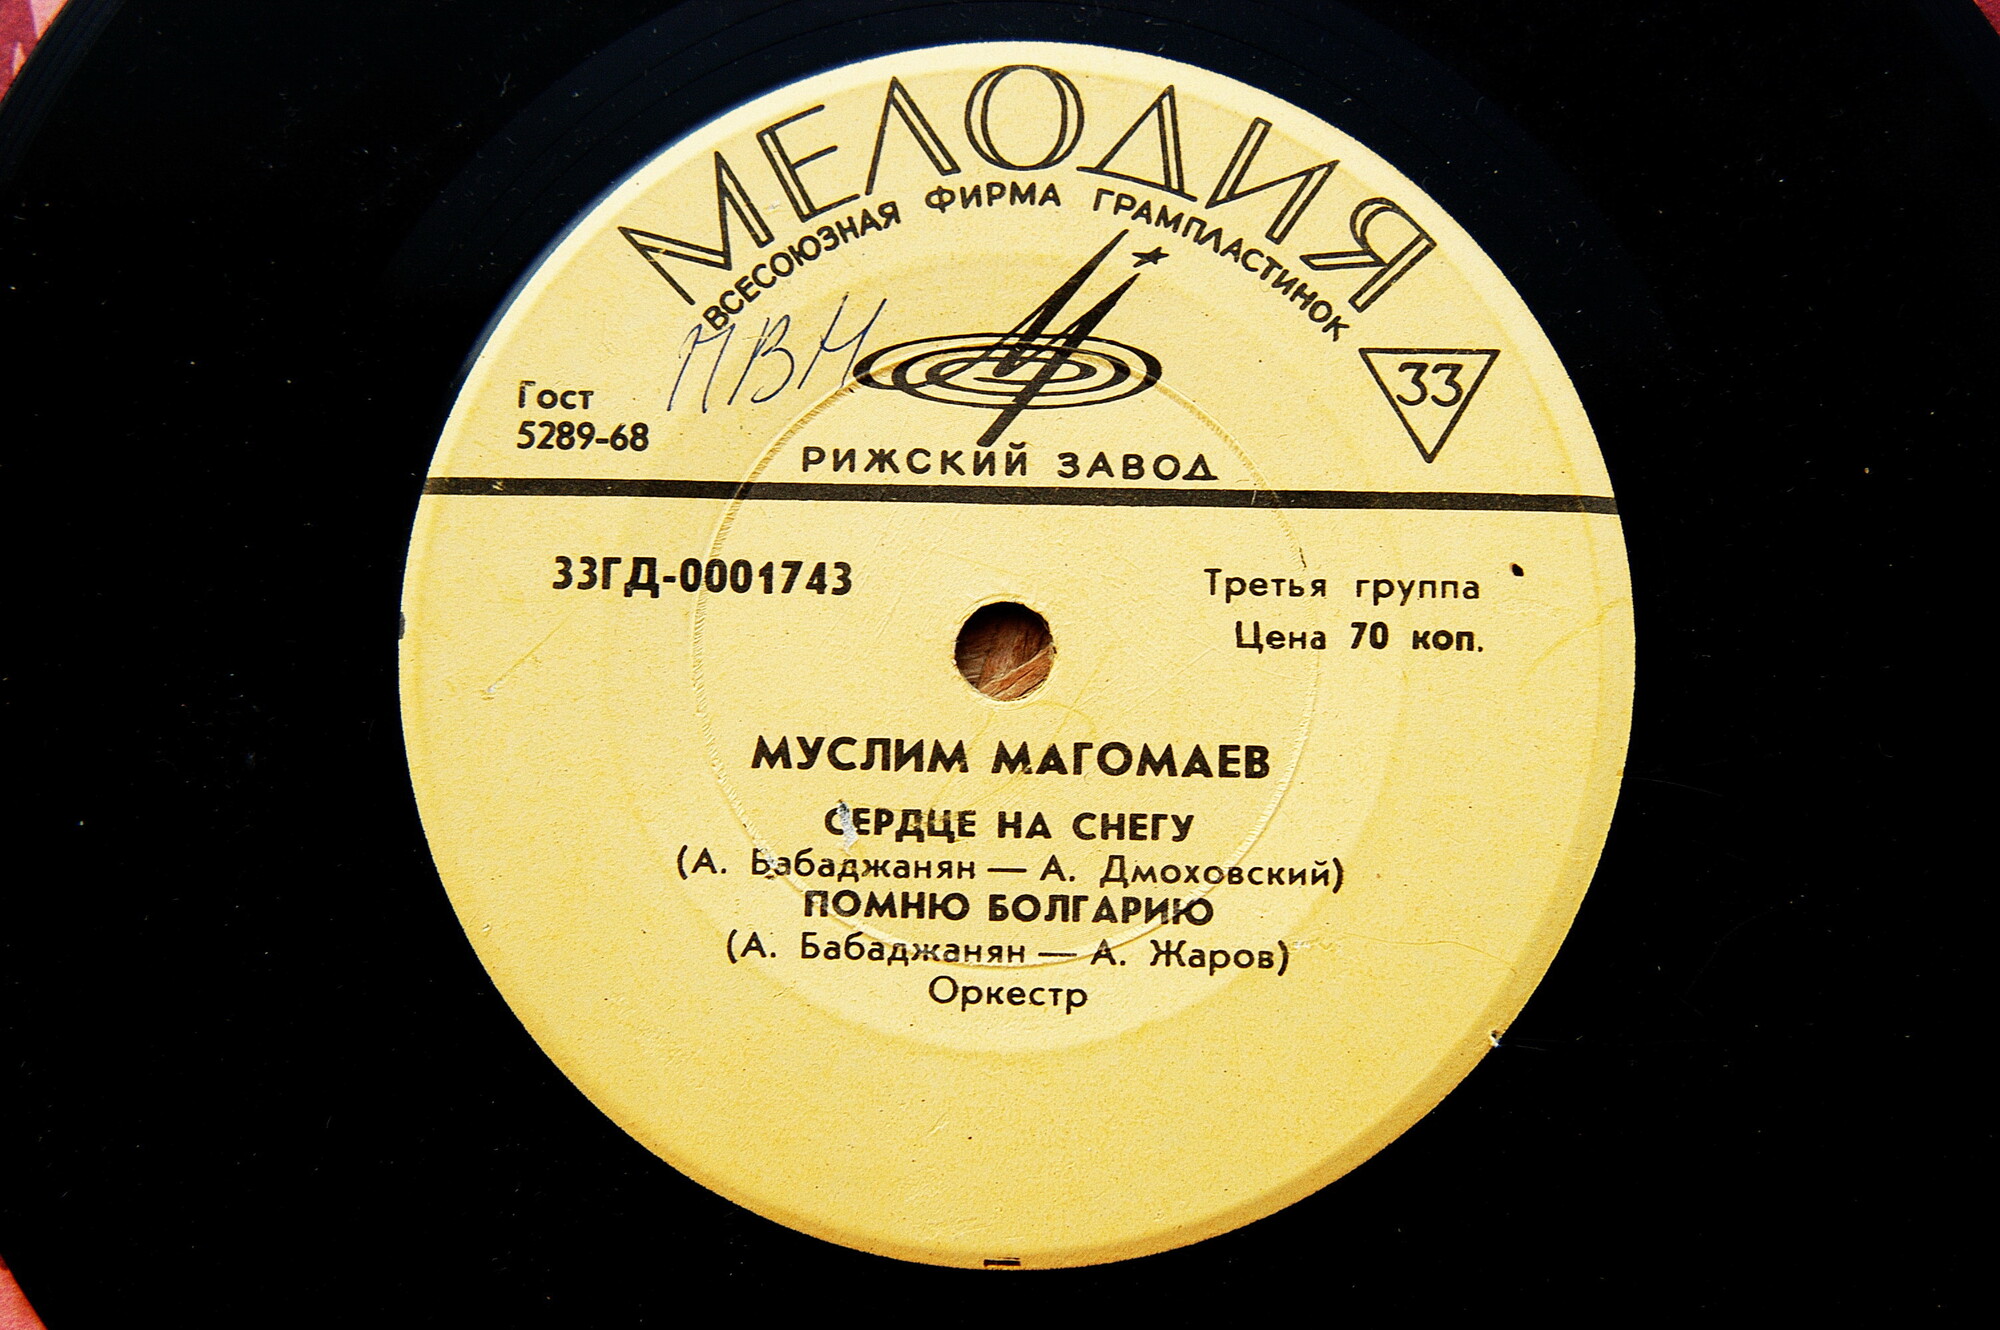 МЕЛОДИЯ
ВСЕСОЮЗНАЯ ФИРМА ГРАМПЛАСТИНОК
33
Гост
5289-68
РИЖСКИЙ ЗАВОД
33ГД-0001743
Третья группа
Цена 70 коп.
МУСЛИМ МАГОМАЕВ
СЕРДЦЕ НА СНЕГУ
(А. Бабаджанян — А. Дмоховский)
ПОМНЮ БОЛГАРИЮ
(А. Бабаджанян — А. Жаров)
Оркестр